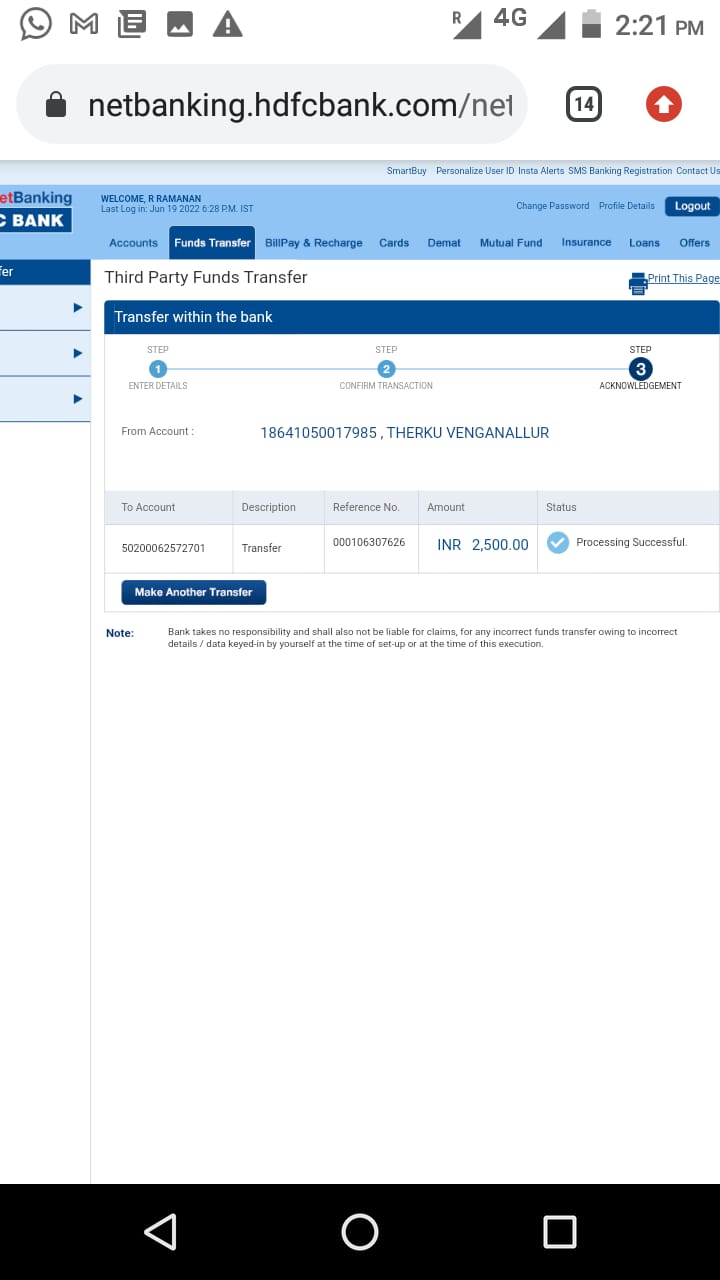 R 4G 2:21 PM
netbanking.hdfcbank.com/net
14
SmartBuy Personalize User ID Insta Alerts SMS Banking Registration Contact Us
etBanking
C BANK
WELCOME, R RAMANAN
Last Log in: Jun 19 2022 6:28 P.M. IST
Change Password Profile Details Logout
Accounts Funds Transfer BillPay & Recharge Cards Demat Mutual Fund Insurance Loans Offers
fer
Third Party Funds Transfer
Print This Page
Transfer within the bank
STEP STEP STEP
1 2 3
ENTER DETAILS CONFIRM TRANSACTION ACKNOWLEDGEMENT
From Account : 18641050017985 , THERKU VENGANALLUR
To Account Description Reference No. Amount Status
50200062572701 Transfer 000106307626 INR 2,500.00 Processing Successful.
Make Another Transfer
Note: Bank takes no responsibility and shall also not be liable for claims, for any incorrect funds transfer owing to incorrect
details / data keyed-in by yourself at the time of set-up or at the time of this execution.